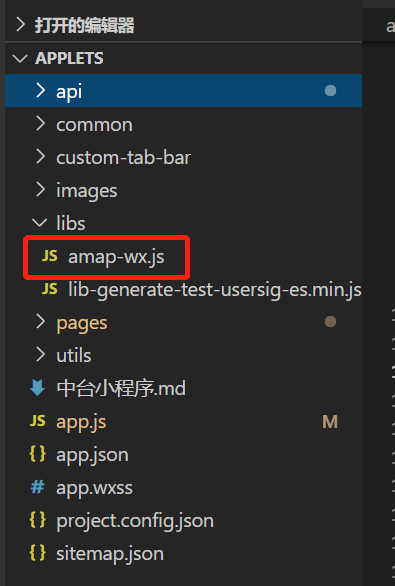 打开的编辑器
APPLETS
api
common
custom-tab-bar
images
libs
JS amap-wx.js
JS lib-generate-test-usersig-es.min.js
pages
utils
中台小程序.md
JS app.js M
{} app.json
# app.wxss
{} project.config.json
{} sitemap.json